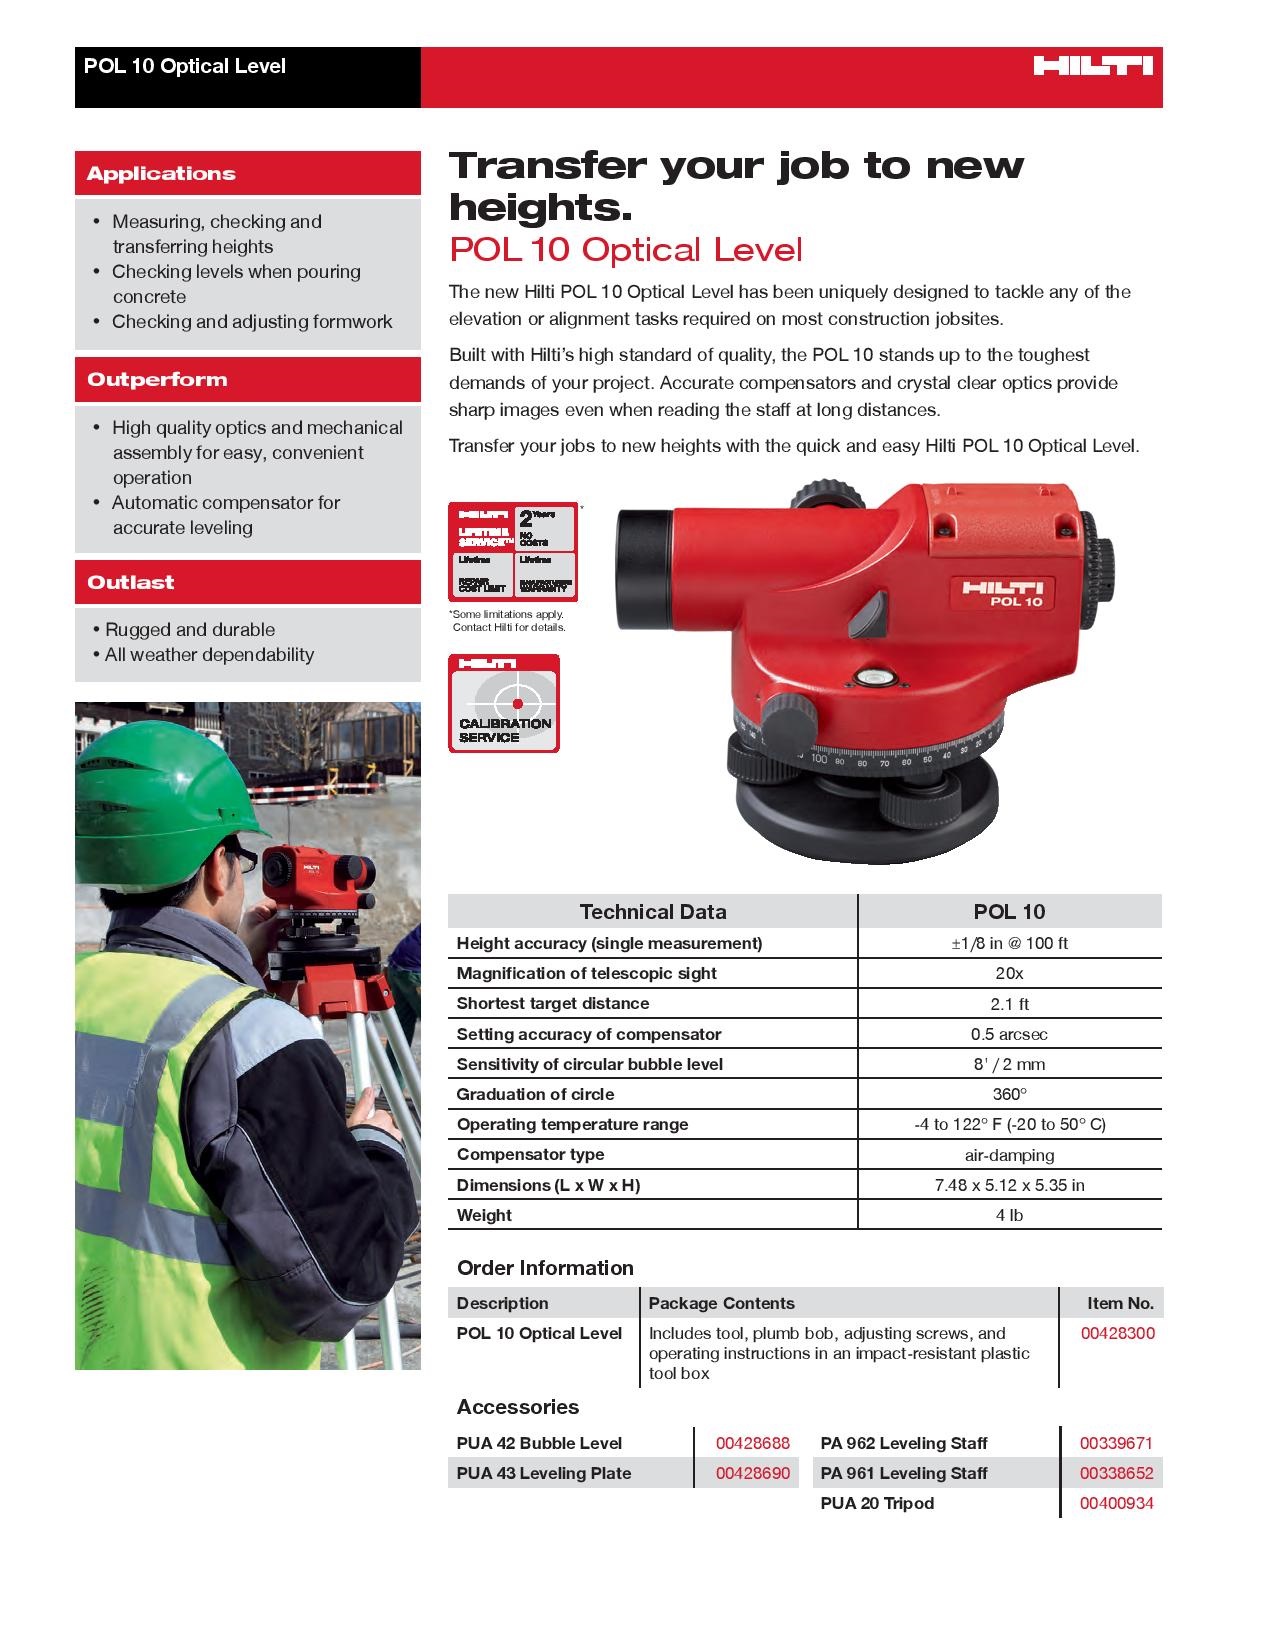 POL 10 Optical Level
HILTI
Applications
• Measuring, checking and
transferring heights
• Checking levels when pouring
concrete
• Checking and adjusting formwork
Outperform
• High quality optics and mechanical
assembly for easy, convenient
operation
• Automatic compensator for
accurate leveling
Outlast
• Rugged and durable
• All weather dependability
HILTI
Transfer your job to new
heights.
POL 10 Optical Level
The new Hilti POL 10 Optical Level has been uniquely designed to tackle any of the
elevation or alignment tasks required on most construction jobsites.
Built with Hilti's high standard of quality, the POL 10 stands up to the toughest
demands of your project. Accurate compensators and crystal clear optics provide
sharp images even when reading the staff at long distances.
Transfer your jobs to new heights with the quick and easy Hilti POL 10 Optical Level.
HILTI
LIFETIME
SERVICE™
2 Years
NO
COSTS
*
Lifetime
REPAIR
COST LIMIT
Lifetime
MANUFACTURERS
WARRANTY
*Some limitations apply.
Contact Hilti for details.
HILTI
CALIBRATION
SERVICE
HILTI
POL 10
100 90 80 70 60 50 40 30 20 10
Technical Data POL 10
Height accuracy (single measurement) ±1/8 in @ 100 ft
Magnification of telescopic sight 20x
Shortest target distance 2.1 ft
Setting accuracy of compensator 0.5 arcsec
Sensitivity of circular bubble level 8' / 2 mm
Graduation of circle 360°
Operating temperature range -4 to 122° F (-20 to 50° C)
Compensator type air-damping
Dimensions (L x W x H) 7.48 x 5.12 x 5.35 in
Weight 4 lb
Order Information
Description Package Contents Item No.
POL 10 Optical Level Includes tool, plumb bob, adjusting screws, and 00428300
operating instructions in an impact-resistant plastic
tool box
Accessories
PUA 42 Bubble Level 00428688
PUA 43 Leveling Plate 00428690
PA 962 Leveling Staff 00339671
PA 961 Leveling Staff 00338652
PUA 20 Tripod 00400934